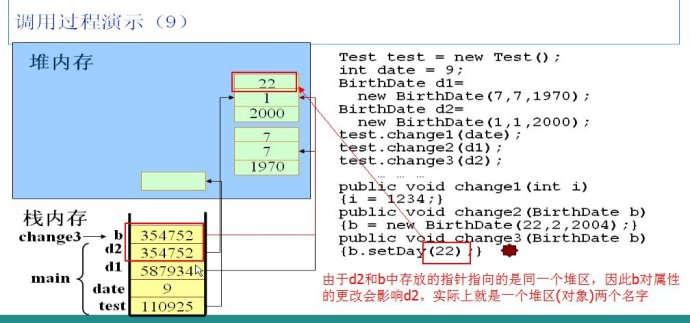 调用过程演示（9）
堆内存
22
1
2000
7
7
1970
栈内存
change3
b
354752
d2
354752
main
d1
587934
date
9
test
110925
Test test = new Test();
int date = 9;
BirthDate d1=
new BirthDate(7,7,1970);
BirthDate d2=
new BirthDate(1,1,2000);
test.change1(date);
test.change2(d1);
test.change3(d2);
… … …
public void change1(int i)
{i = 1234;}
public void change2(BirthDate b)
{b = new BirthDate(22,2,2004);}
public void change3(BirthDate b)
{b.setDay(22);}
由于d2和b中存放的指针指向的是同一个堆区，因此b对属性
的更改会影响d2。实际上就是一个堆区(对象)两个名字